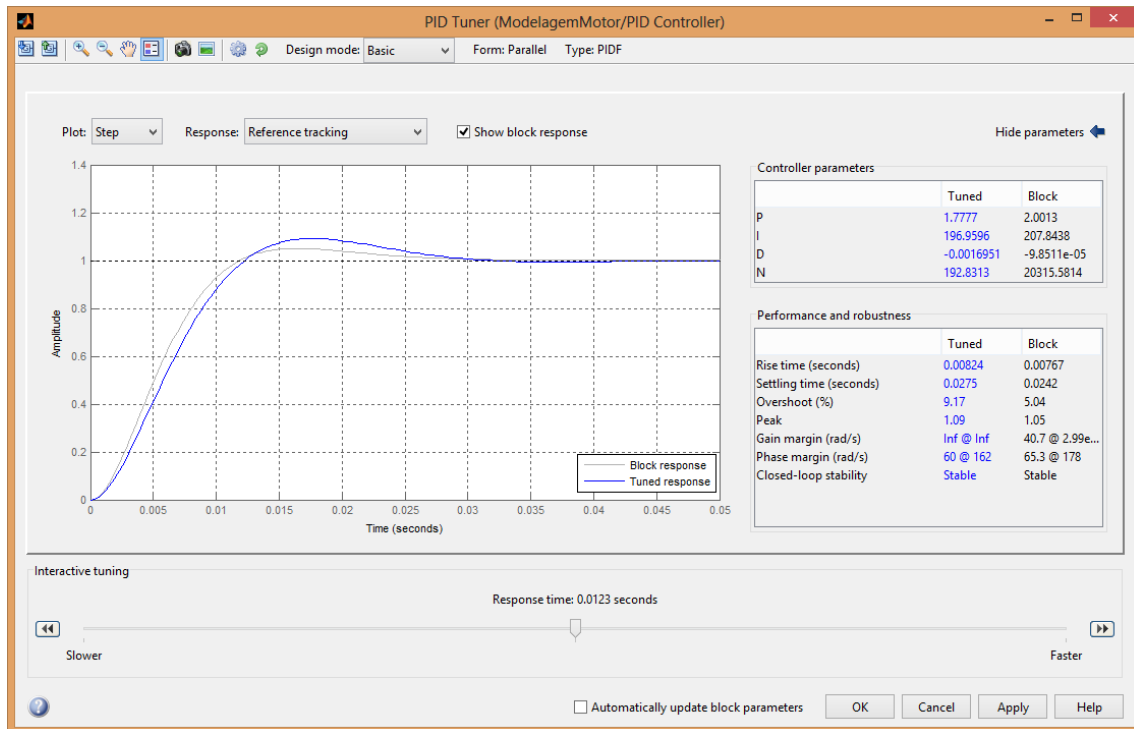 PID Tuner (ModelagemMotor/PID Controller)
Design mode: Basic Form: Parallel Type: PIDF
Plot: Step Response: Reference tracking Show block response Hide parameters
1.4
1.2
1
0.8
0.6
0.4
0.2
0
Amplitude
0 0.005 0.01 0.015 0.02 0.025 0.03 0.035 0.04 0.045 0.05
Time (seconds)
Block response
Tuned response
Controller parameters
Tuned Block
P 1.7777 2.0013
I 196.9596 207.8438
D -0.0016951 -9.8511e-05
N 192.8313 20315.5814
Performance and robustness
Tuned Block
Rise time (seconds) 0.00824 0.00767
Settling time (seconds) 0.0275 0.0242
Overshoot (%) 9.17 5.04
Peak 1.09 1.05
Gain margin (rad/s) Inf @ Inf 40.7 @ 2.99e...
Phase margin (rad/s) 60 @ 162 65.3 @ 178
Closed-loop stability Stable Stable
Interactive tuning
Response time: 0.0123 seconds
Slower Faster
Automatically update block parameters OK Cancel Apply Help